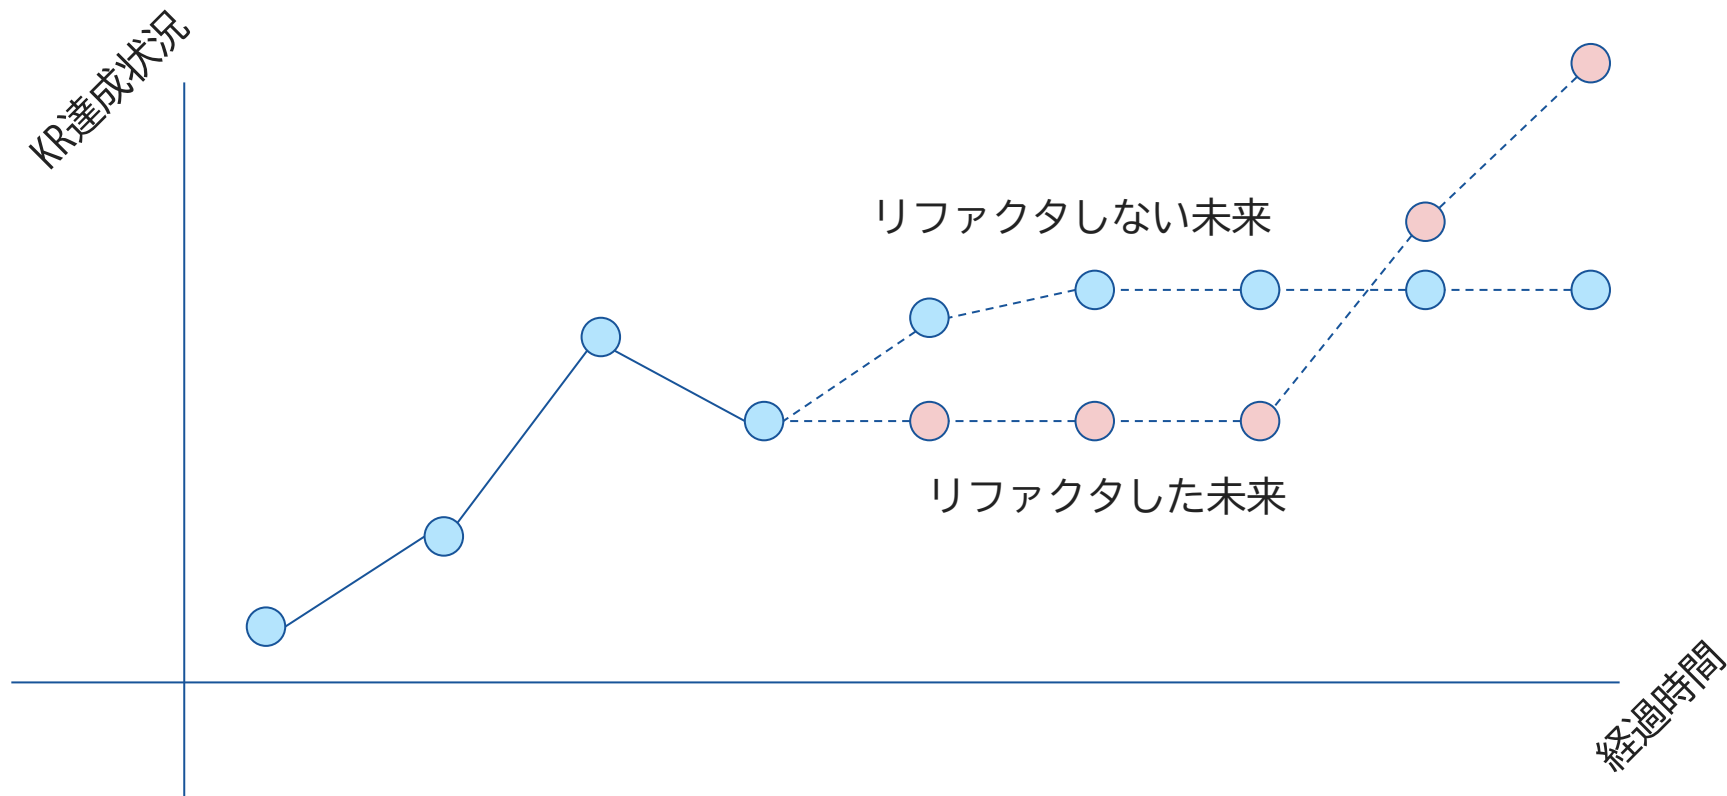 KR達成状況
リファクタしない未来
リファクタした未来
経過時間